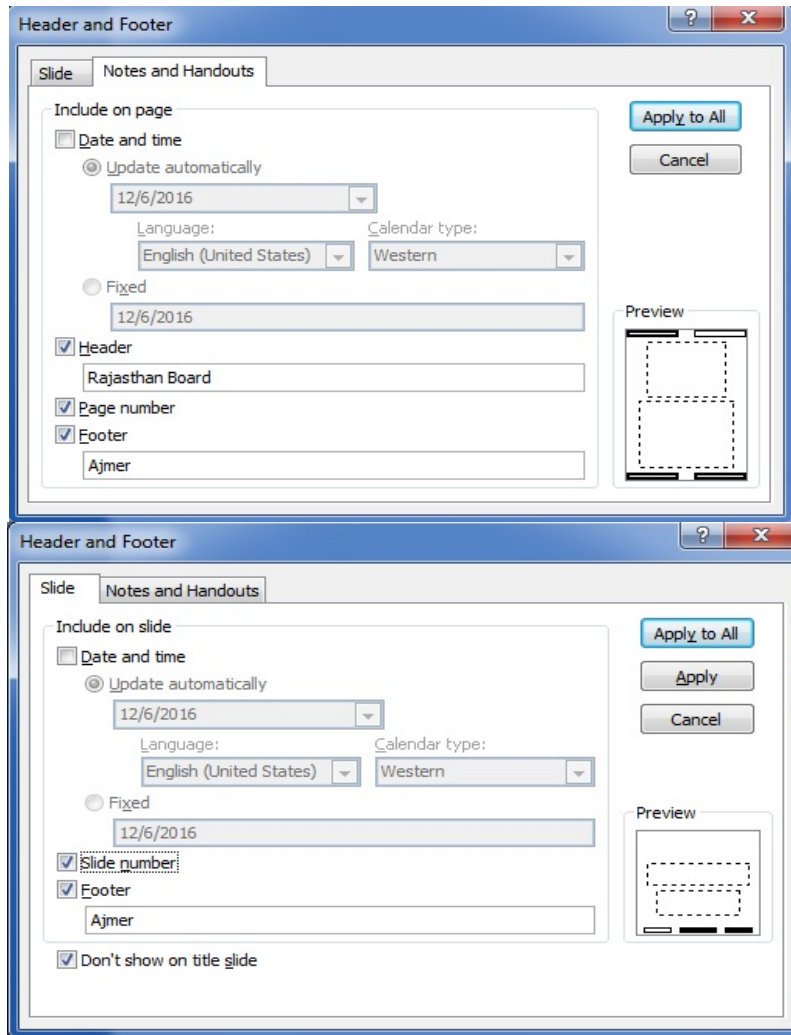 Header and Footer
Slide Notes and Handouts
Include on page
Apply to All
Date and time
Cancel
Update automatically
12/6/2016
Language: Calendar type:
English (United States) Western
Fixed
12/6/2016
Preview
Header
Rajasthan Board
Page number
Footer
Ajmer
Header and Footer
Slide Notes and Handouts
Include on slide
Apply to All
Date and time
Apply
Update automatically
12/6/2016
Cancel
Language: Calendar type:
English (United States) Western
Fixed
12/6/2016
Preview
Slide number
Footer
Ajmer
Don't show on title slide